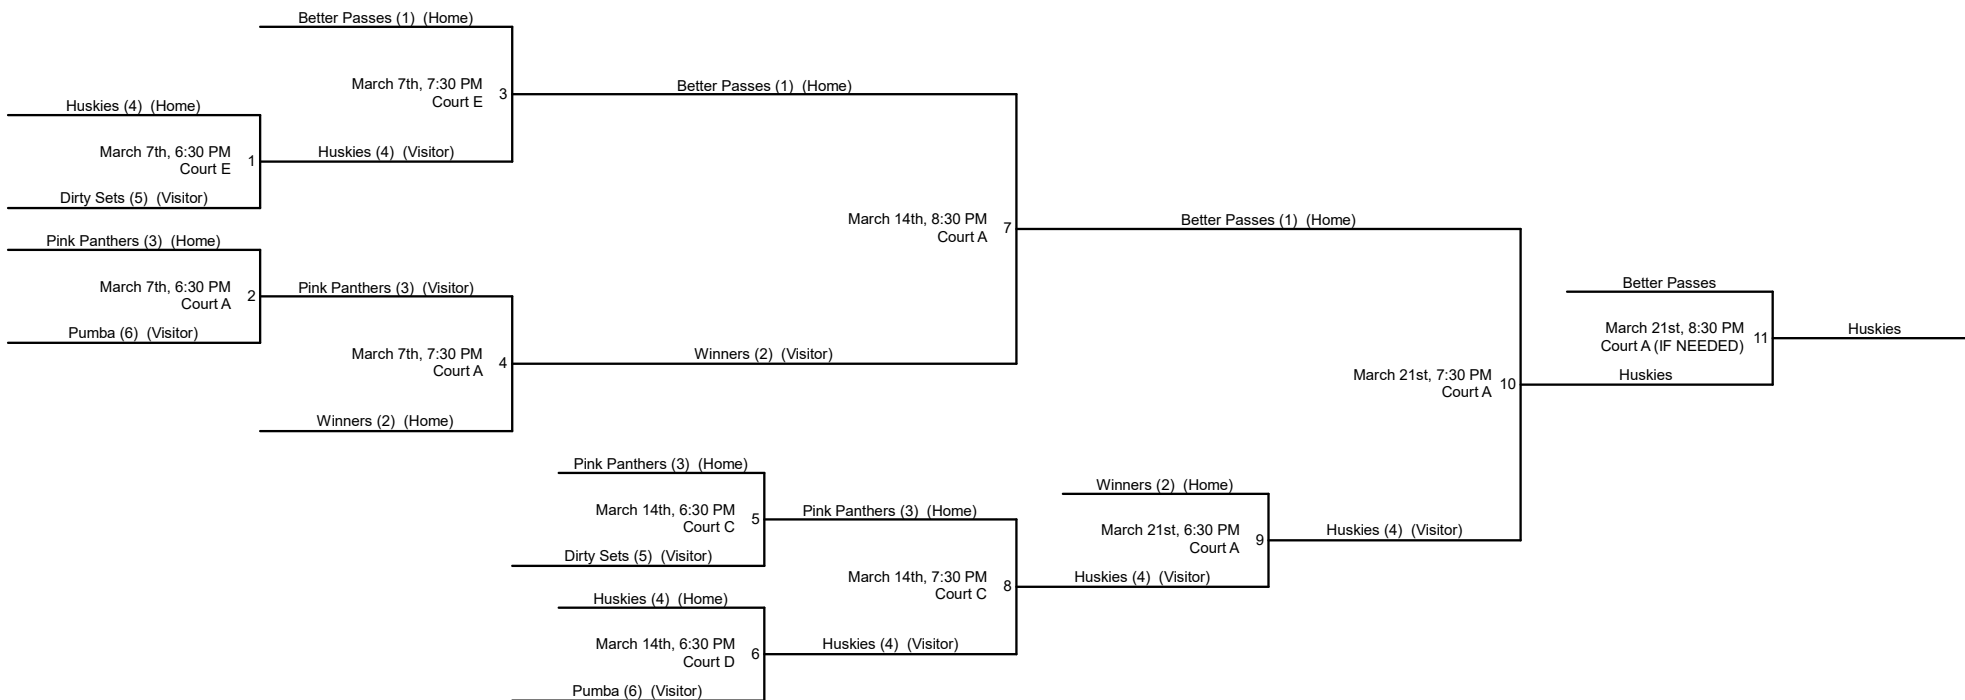 Better Passes (1)  (Home)
March 7th, 7:30 PM
Court E
3
Better Passes (1)  (Home)
Huskies (4)  (Home)
March 7th, 6:30 PM
Court E
1
Huskies (4)  (Visitor)
Dirty Sets (5)  (Visitor)
Pink Panthers (3)  (Home)
March 7th, 6:30 PM
Court A
2
Pink Panthers (3)  (Visitor)
Pumba (6)  (Visitor)
March 7th, 7:30 PM
Court A
4
Winners (2)  (Visitor)
Winners (2)  (Home)
March 14th, 8:30 PM
Court A
7
Better Passes (1)  (Home)
Pink Panthers (3)  (Home)
March 14th, 6:30 PM
Court C
5
Pink Panthers (3)  (Home)
Dirty Sets (5)  (Visitor)
Huskies (4)  (Home)
March 14th, 6:30 PM
Court D
6
Huskies (4)  (Visitor)
Pumba (6)  (Visitor)
March 14th, 7:30 PM
Court C
8
Winners (2)  (Home)
March 21st, 6:30 PM
Court A
9
Huskies (4)  (Visitor)
Huskies (4)  (Visitor)
March 21st, 7:30 PM
Court A
10
Better Passes
March 21st, 8:30 PM
Court A (IF NEEDED)
11
Huskies
Huskies